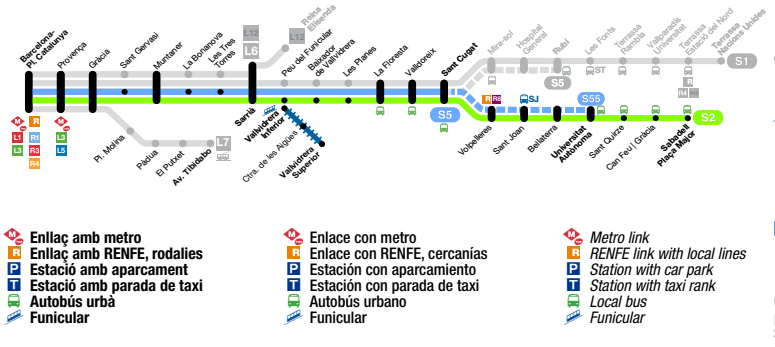 Barcelona-
Pl. Catalunya
Provença
Gràcia
Sant Gervasi
Muntaner
La Bonanova
Les Tres
Torres
L12
L6
Sarrià
Reina
Elisenda
L12
Peu del Funicular
Baixador
de Vallvidrera
Les Planes
La Floresta
Valldoreix
Sant Cugat
Mira-sol
Hospital
General
Rubí
Les Fonts
Terrassa
Rambla
Vallparadís
Universitat
Terrassa
Estació del Nord
Terrassa
Nacions Unides
S1
S5
ST
R
R4
M
R
L1
R1
L3
R3
R4
M
L3
L5
Pl. Molina
Pàdua
El Putxet
Av. Tibidabo
L7
Vallvidrera
Inferior
Ctra. de les Aigües
Vallvidrera
Superior
S5
R
R8
SJ
S55
S2
Volpelleres
Sant Joan
Bellaterra
Universitat
Autònoma
Sant Quirze
Can Feu | Gràcia
Sabadell
Plaça Major
M Enllaç amb metro
R Enllaç amb RENFE, rodalies
P Estació amb aparcament
T Estació amb parada de taxi
Autobús urbà
Funicular
M Enlace con metro
R Enlace con RENFE, cercanías
P Estación con aparcamiento
T Estación con parada de taxi
Autobús urbano
Funicular
M Metro link
R RENFE link with local lines
P Station with car park
T Station with taxi rank
Local bus
Funicular